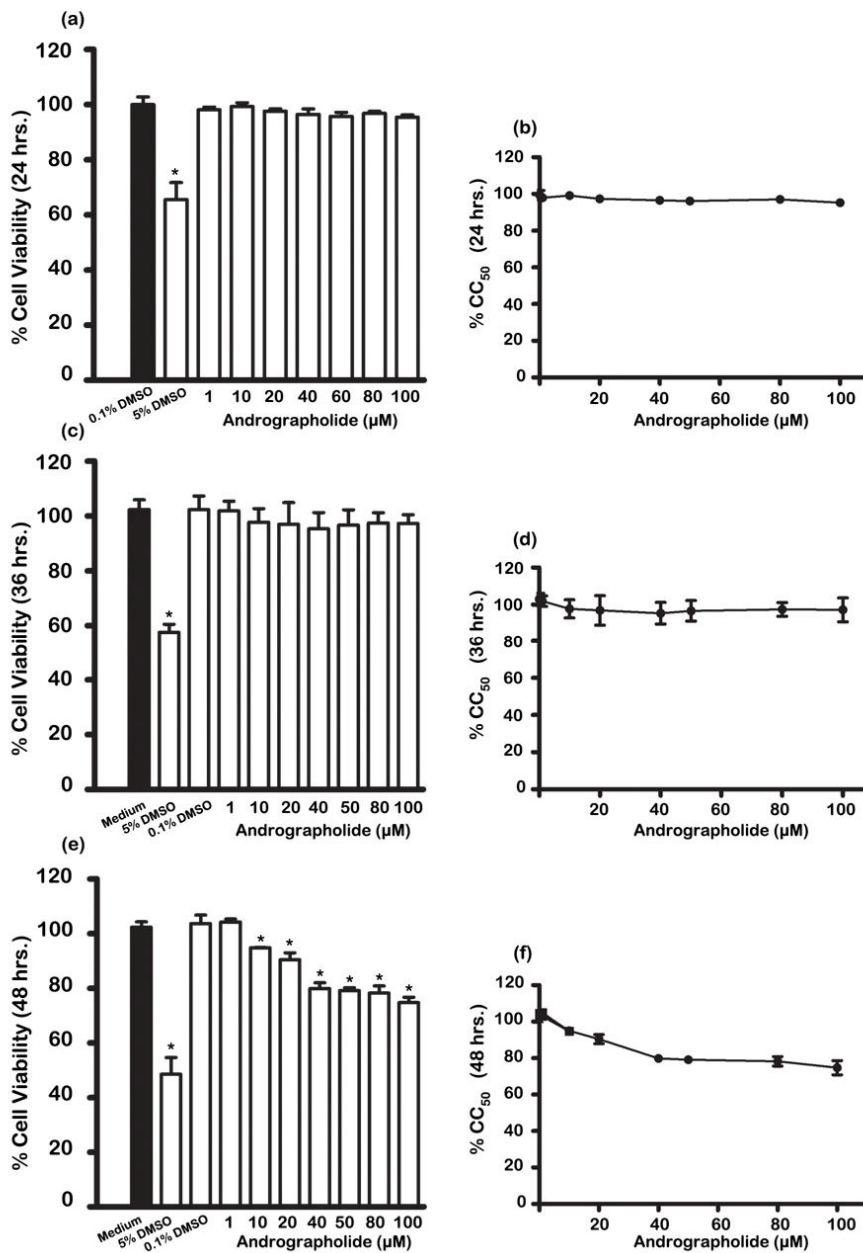 (a)
% Cell Viability (24 hrs.)
120
100
80
60
40
20
0
*
0.1% DMSO 5% DMSO 1 10 20 40 60 80 100
Andrographolide (µM)
(b)
% CC50 (24 hrs.)
120
100
80
60
40
20
0
20 40 60 80 100
Andrographolide (µM)
(c)
% Cell Viability (36 hrs.)
120
100
80
60
40
20
0
*
Medium 5% DMSO 0.1% DMSO 1 10 20 40 50 80 100
Andrographolide (µM)
(d)
% CC50 (36 hrs.)
120
100
80
60
40
20
0
20 40 60 80 100
Andrographolide (µM)
(e)
% Cell Viability (48 hrs.)
120
100
80
60
40
20
0
* * * * * * *
Medium 5% DMSO 0.1% DMSO 1 10 20 40 50 80 100
Andrographolide (µM)
(f)
% CC50 (48 hrs.)
120
100
80
60
40
20
0
20 40 60 80 100
Andrographolide (µM)